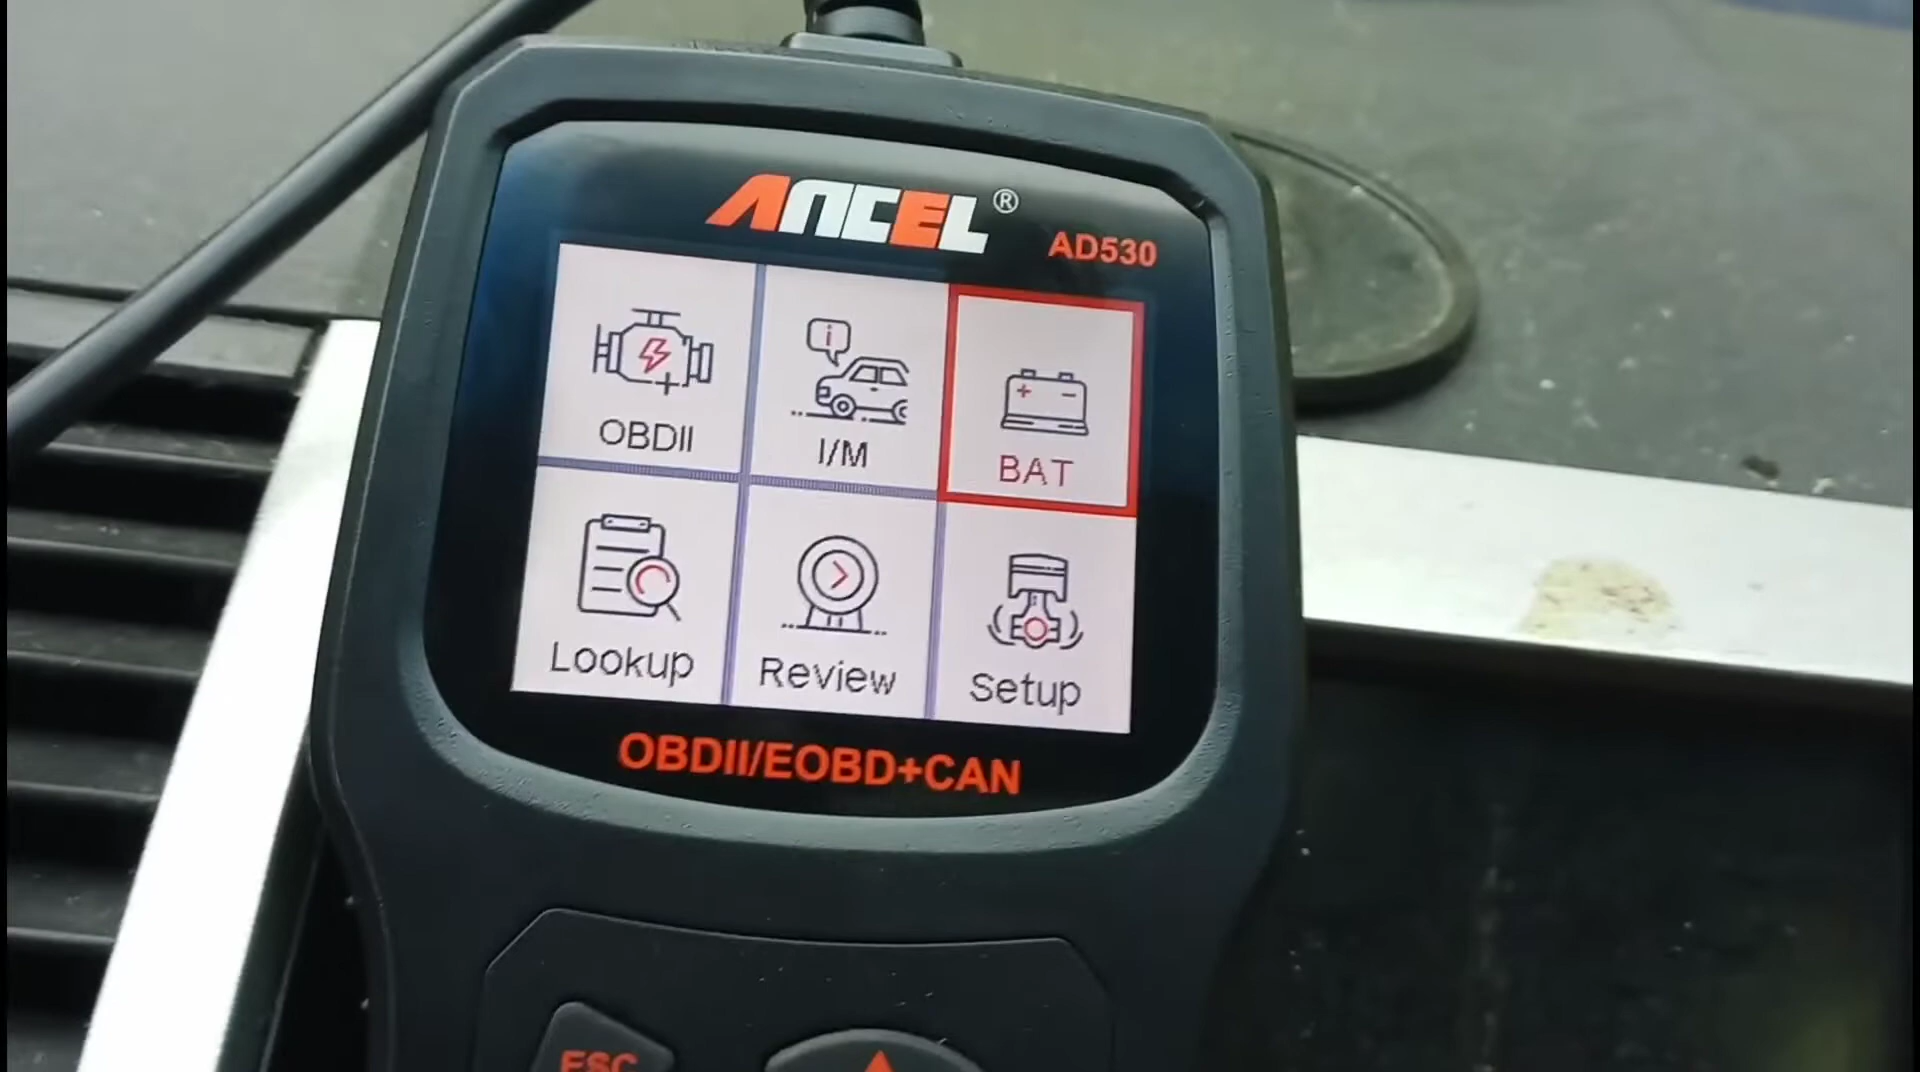 ANCEL®
AD530
OBDII
i
I/M
+ -
BAT
Lookup
Review
Setup
OBDII/EOBD+CAN
ESC